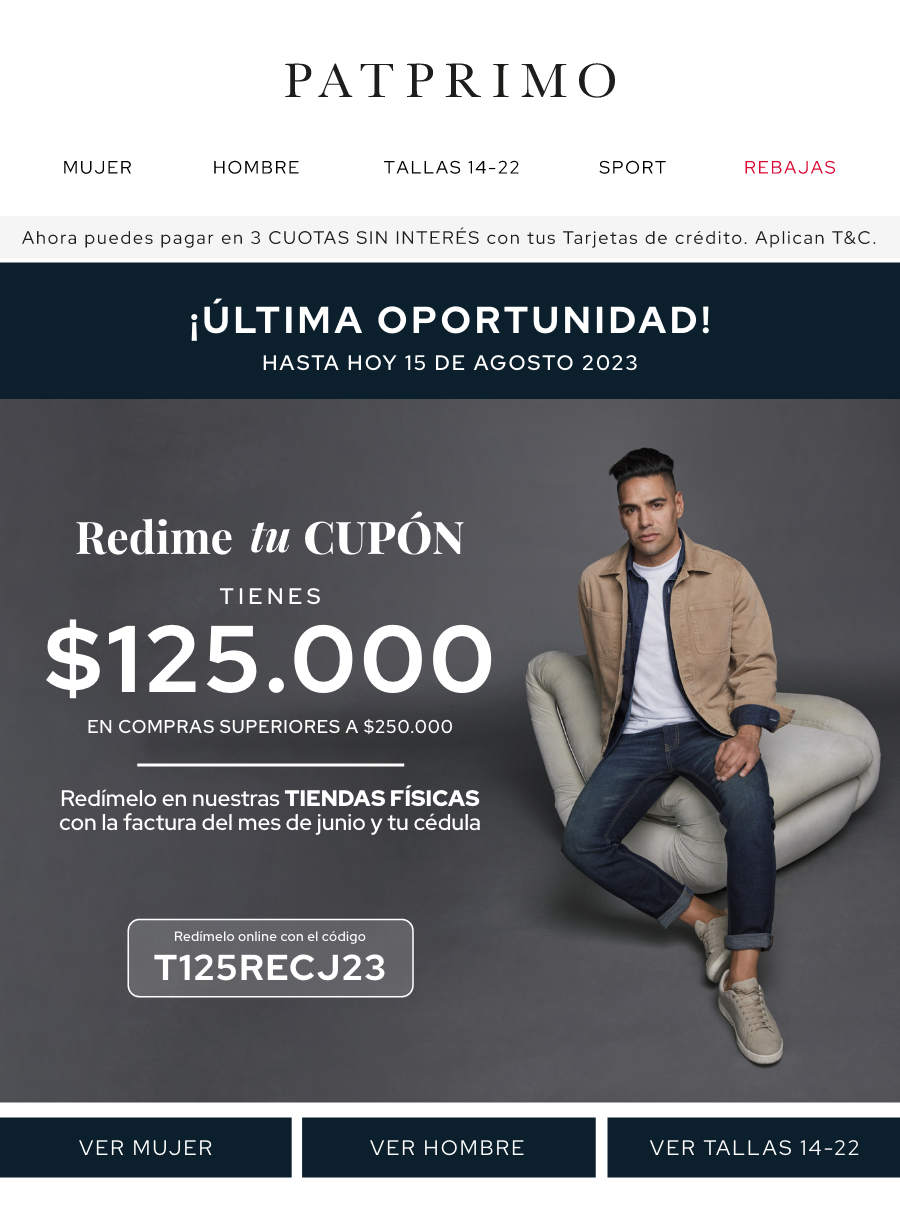 PATPRIMO
MUJER HOMBRE TALLAS 14-22 SPORT REBAJAS
Ahora puedes pagar en 3 CUOTAS SIN INTERÉS con tus Tarjetas de crédito. Aplican T&C.
¡ÚLTIMA OPORTUNIDAD!
HASTA HOY 15 DE AGOSTO 2023
Redime tu CUPÓN
TIENES
$125.000
EN COMPRAS SUPERIORES A $250.000
Redímelo en nuestras TIENDAS FÍSICAS
con la factura del mes de junio y tu cédula
Redímelo online con el código
T125RECJ23
VER MUJER VER HOMBRE VER TALLAS 14-22